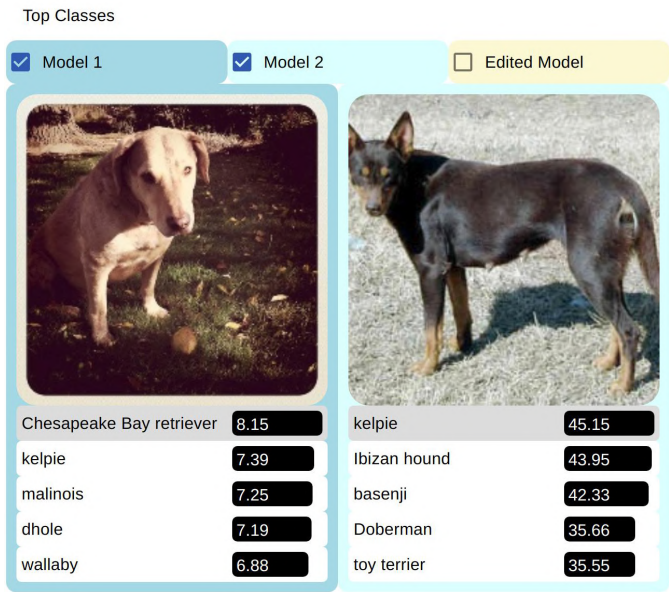 Top Classes
Model 1
Model 2
Edited Model
Chesapeake Bay retriever 8.15
kelpie 7.39
malinois 7.25
dhole 7.19
wallaby 6.88
kelpie 45.15
Ibizan hound 43.95
basenji 42.33
Doberman 35.66
toy terrier 35.55